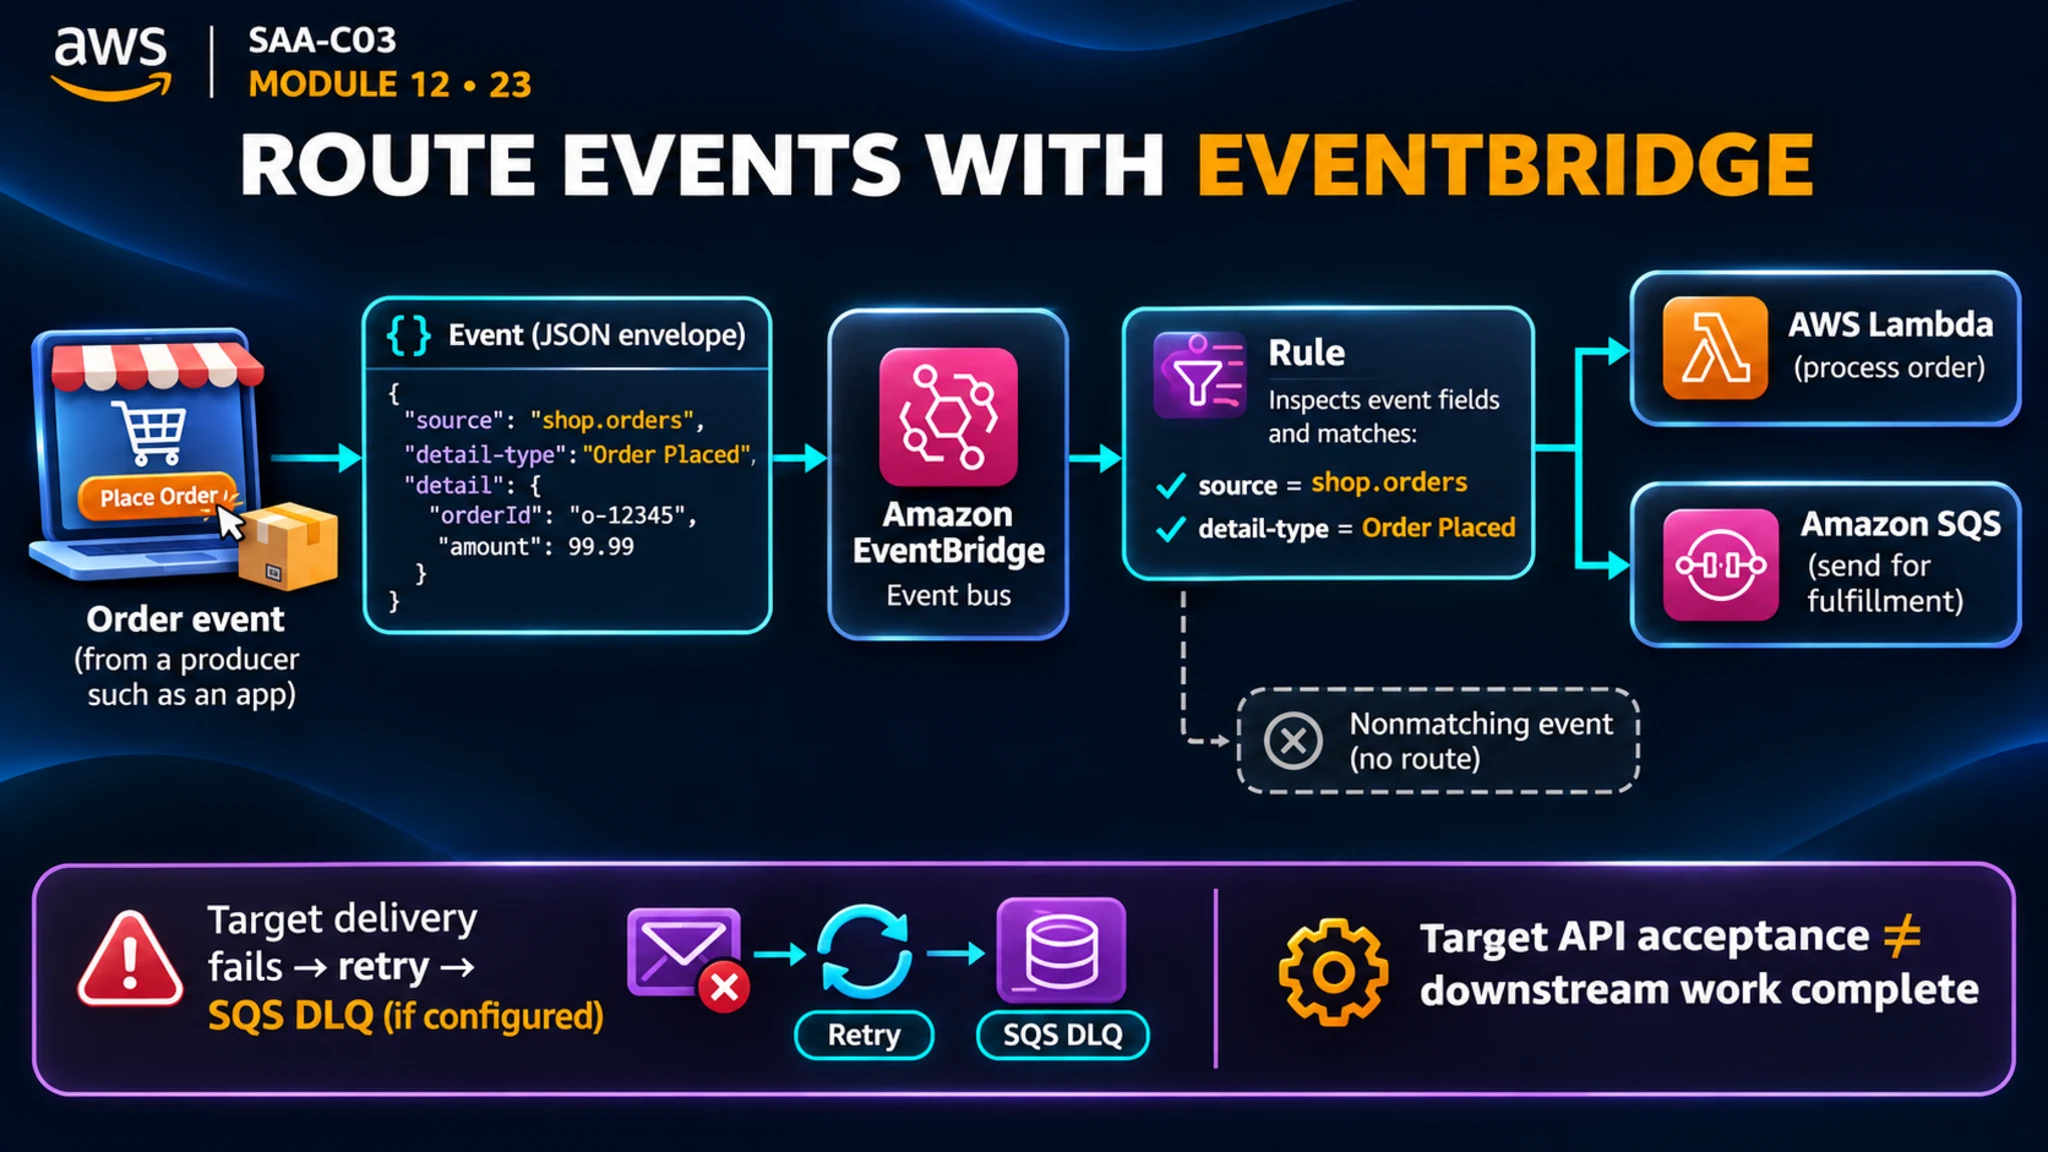 aws
SAA-C03
MODULE 12 • 23
ROUTE EVENTS WITH EVENTBRIDGE
Place Order
Order event
(from a producer
such as an app)
{} Event (JSON envelope)
{
"source": "shop.orders",
"detail-type":"Order Placed",
"detail": {
"orderId": "o-12345",
"amount": 99.99
}
}
Amazon
EventBridge
Event bus
Rule
Inspects event fields
and matches:
source = shop.orders
detail-type = Order Placed
AWS Lambda
(process order)
Amazon SQS
(send for
fulfillment)
Nonmatching event
(no route)
Target delivery
fails → retry →
SQS DLQ (if configured)
Retry
SQS DLQ
Target API acceptance ≠
downstream work complete